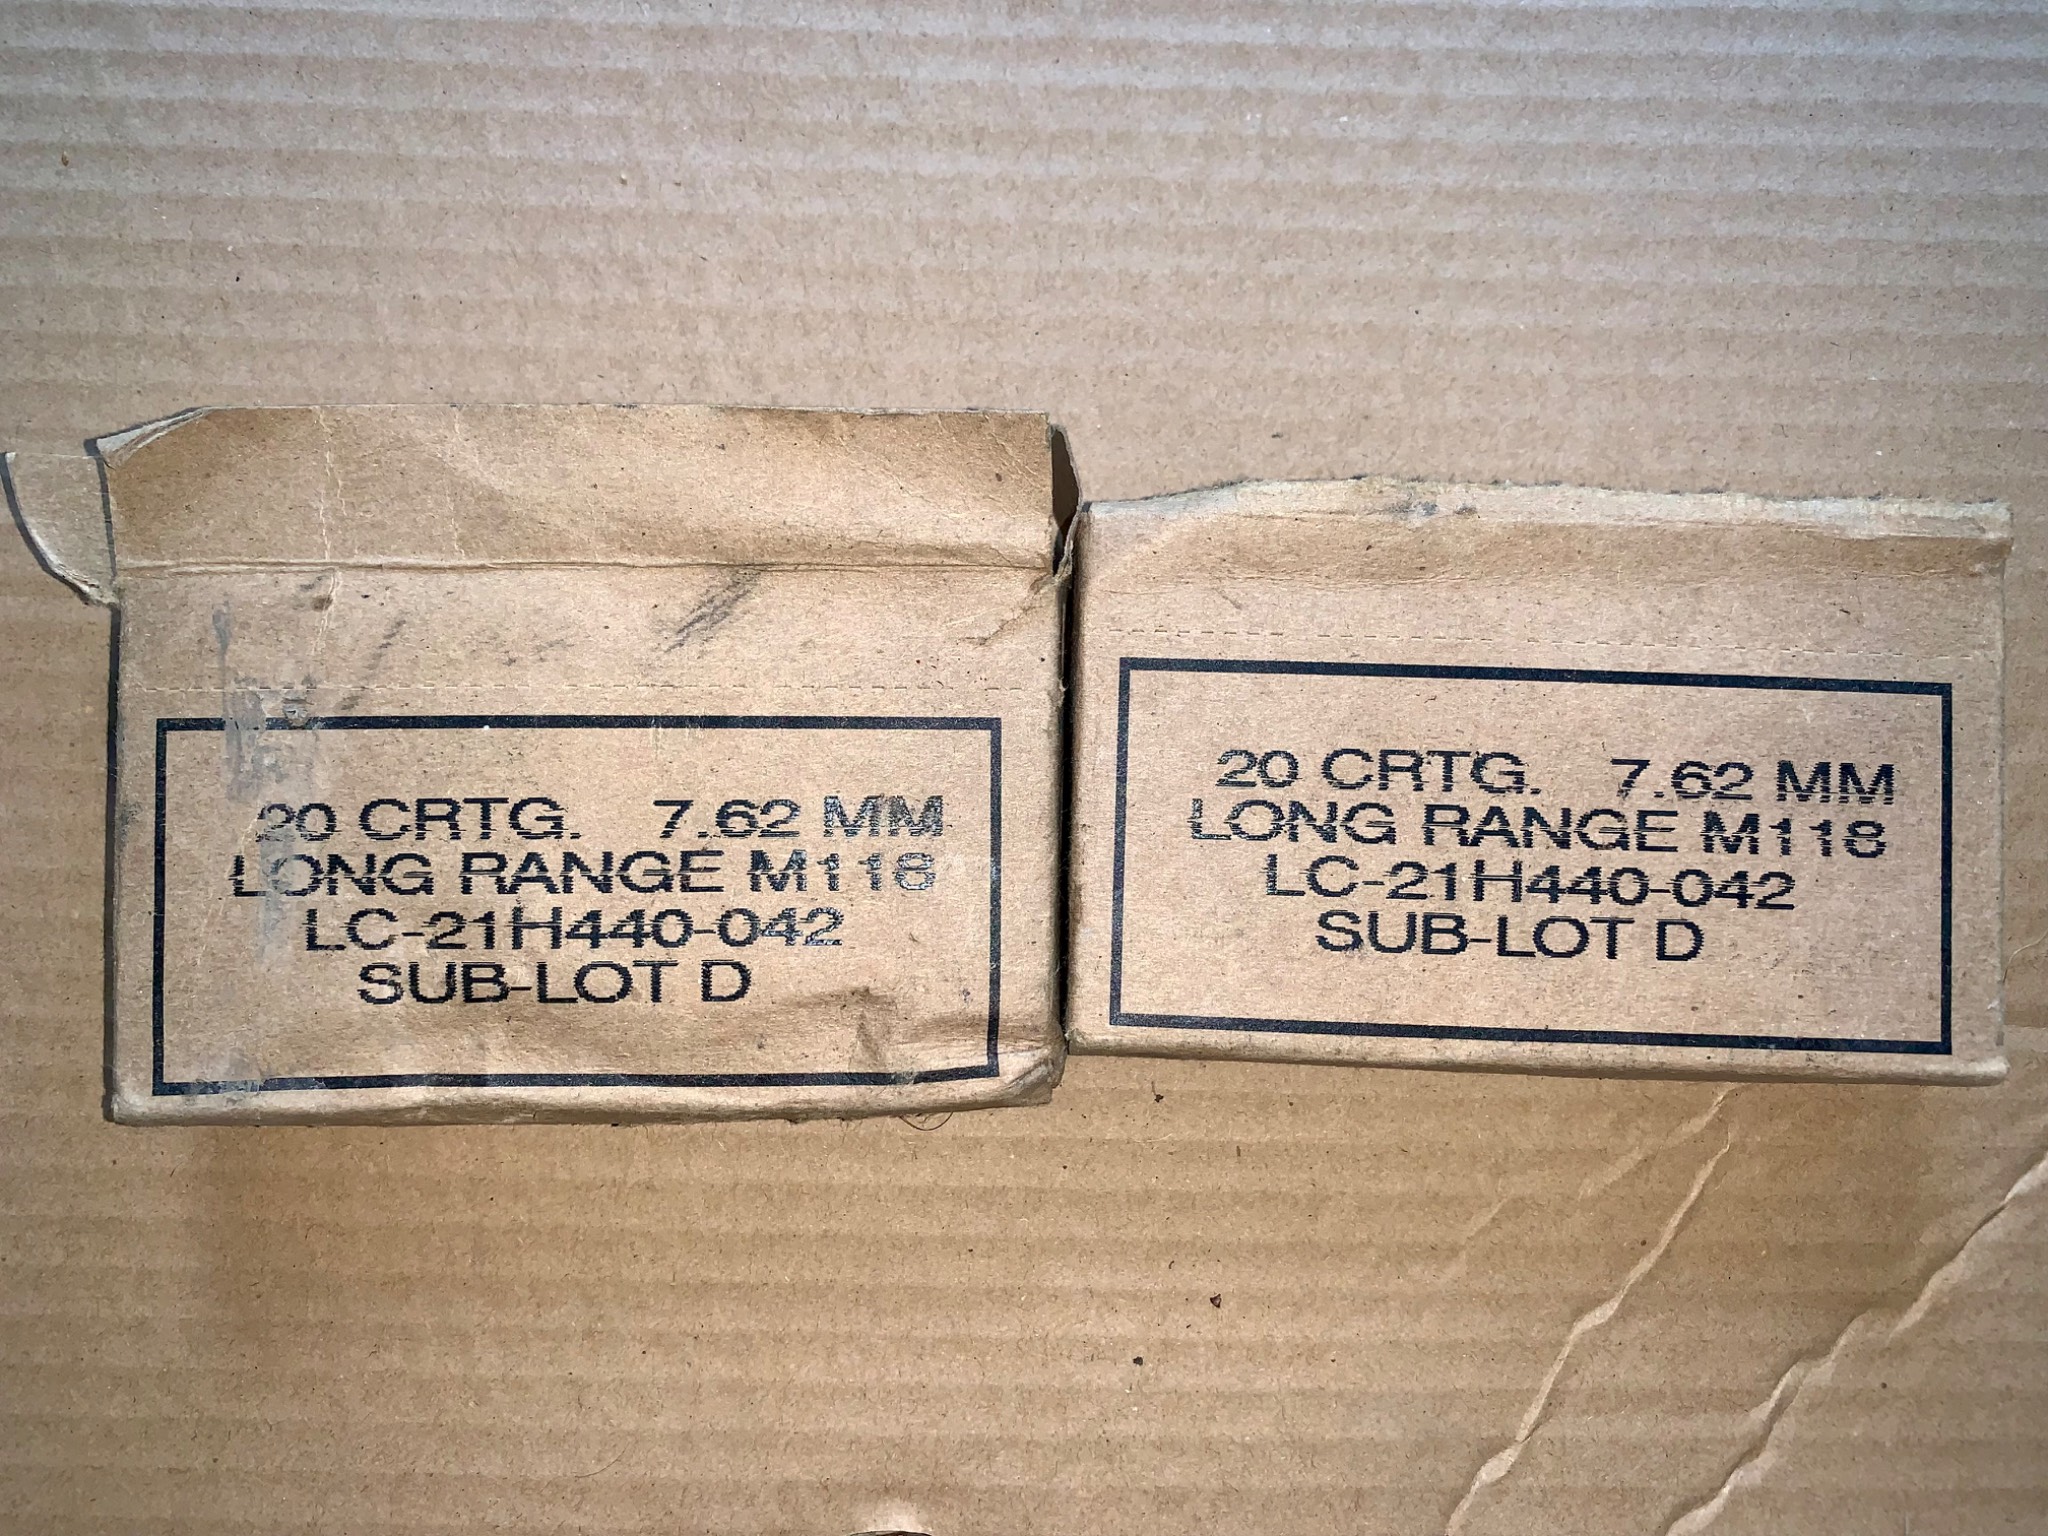 20 CRTG. 7.62 MM
LONG RANGE M118
LC-21H440-042
SUB-LOT D
20 CRTG. 7.62 MM
LONG RANGE M118
LC-21H440-042
SUB-LOT D